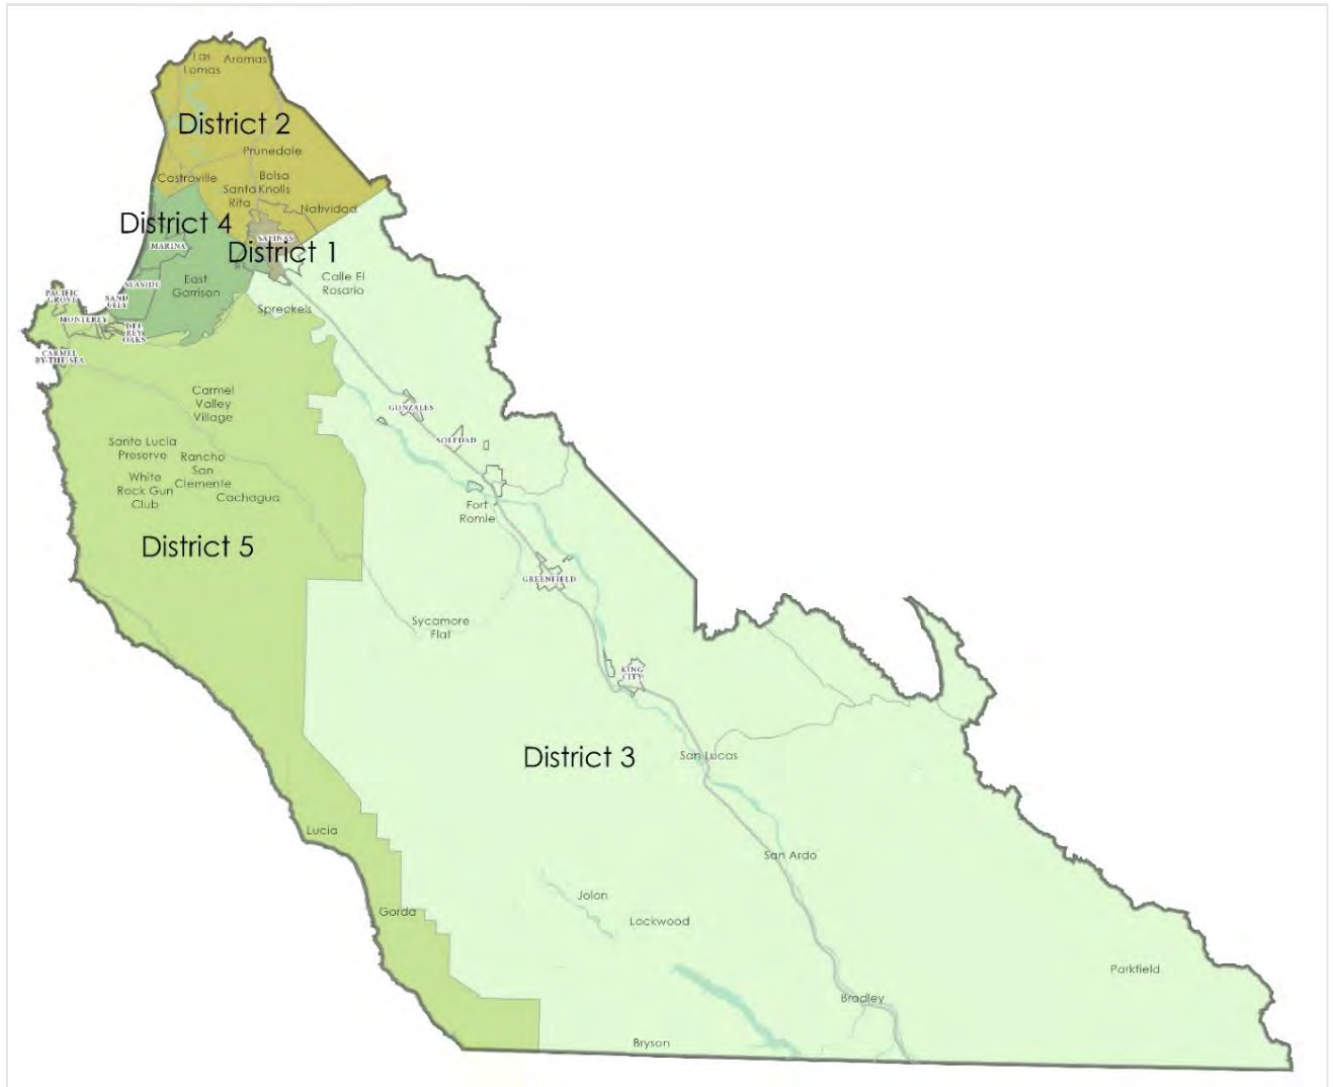 Las
Lomas
Aromas
District 2
Prunedale
Castroville
Bolsa
Knolls
Santa
Rita
Natividad
District 4
SALINAS
MARINA
District 1
East
Garrison
SEASIDE
Calle El
Rosario
PACIFIC
GROVE
SAND
CITY
Spreckels
MONTEREY
DEL
REY
OAKS
CARMEL
BY-THE-SEA
Carmel
Valley
Village
GONZALES
SOLEDAD
Santa Lucia
Preserve
Rancho
San
Clemente
White
Rock Gun
Club
Cachagua
Fort
Romie
District 5
GREENFIELD
Sycamore
Flat
KING
CITY
District 3
San Lucas
Lucia
San Ardo
Jolon
Gorda
Lockwood
Parkfield
Bradley
Bryson